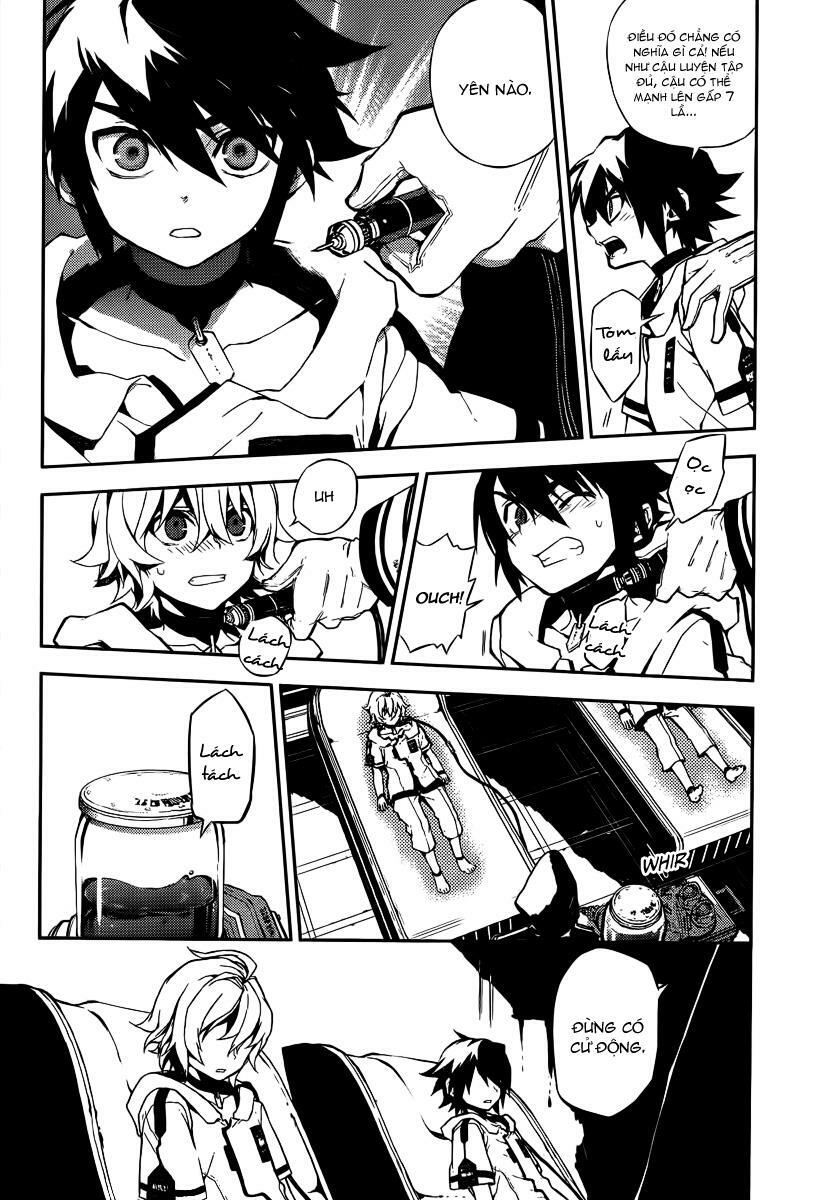 ĐIỀU ĐÓ CHẲNG CÓ
NGHĨA GÌ CẢ! NẾU
NHƯ CẬU LUYỆN TẬP
ĐỦ, CẬU CÓ THỂ
MẠNH LÊN GẤP 7
LẦ...
Tóm
lấy
YÊN NÀO.
Ọc
ọc
OUCH!
Lách
cách
UH
Lách
cách
WHIR
Lách
tách
ĐỪNG CÓ
CỬ ĐỘNG.